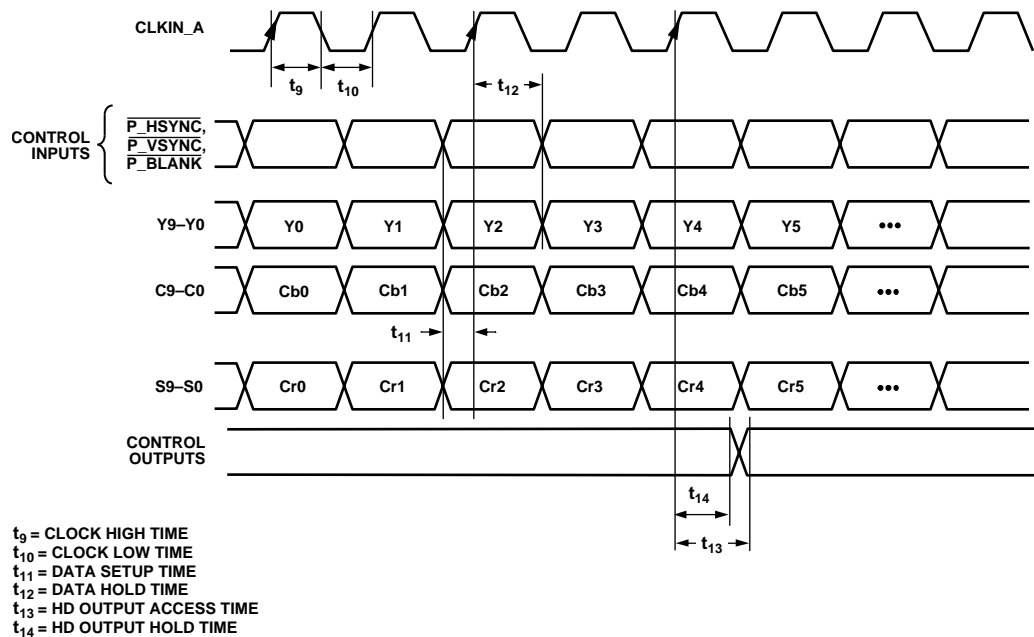 CLKIN_A
t9 t10 t12
CONTROL INPUTS
P_HSYNC,
P_VSYNC,
P_BLANK
Y9–Y0 Y0 Y1 Y2 Y3 Y4 Y5 •••
C9–C0 Cb0 Cb1 Cb2 Cb3 Cb4 Cb5 •••
t11
S9–S0 Cr0 Cr1 Cr2 Cr3 Cr4 Cr5 •••
CONTROL OUTPUTS
t14
t13
t9 = CLOCK HIGH TIME
t10 = CLOCK LOW TIME
t11 = DATA SETUP TIME
t12 = DATA HOLD TIME
t13 = HD OUTPUT ACCESS TIME
t14 = HD OUTPUT HOLD TIME